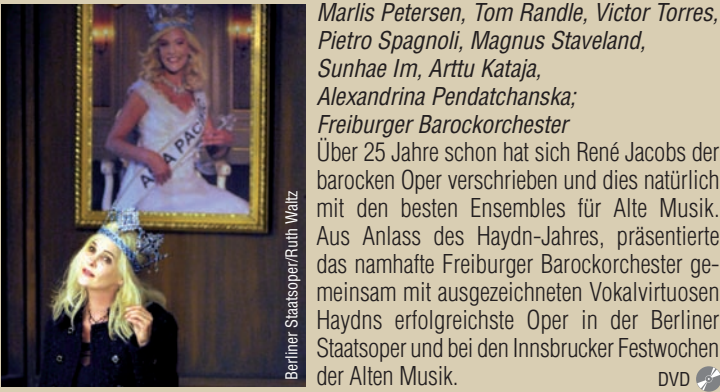 Marlis Petersen, Tom Randle, Victor Torres,
Pietro Spagnoli, Magnus Staveland,
Sunhae Im, Arttu Kataja,
Alexandrina Pendatchanska;
Freiburger Barockorchester
Über 25 Jahre schon hat sich René Jacobs der
barocken Oper verschrieben und dies natürlich
mit den besten Ensembles für Alte Musik.
Aus Anlass des Haydn-Jahres, präsentierte
das namhafte Freiburger Barockorchester ge-
meinsam mit ausgezeichneten Vokalvirtuosen
Haydns erfolgreichste Oper in der Berliner
Staatsoper und bei den Innsbrucker Festwochen
der Alten Musik.
DVD
Berliner Staatsoper/Ruth Waltz